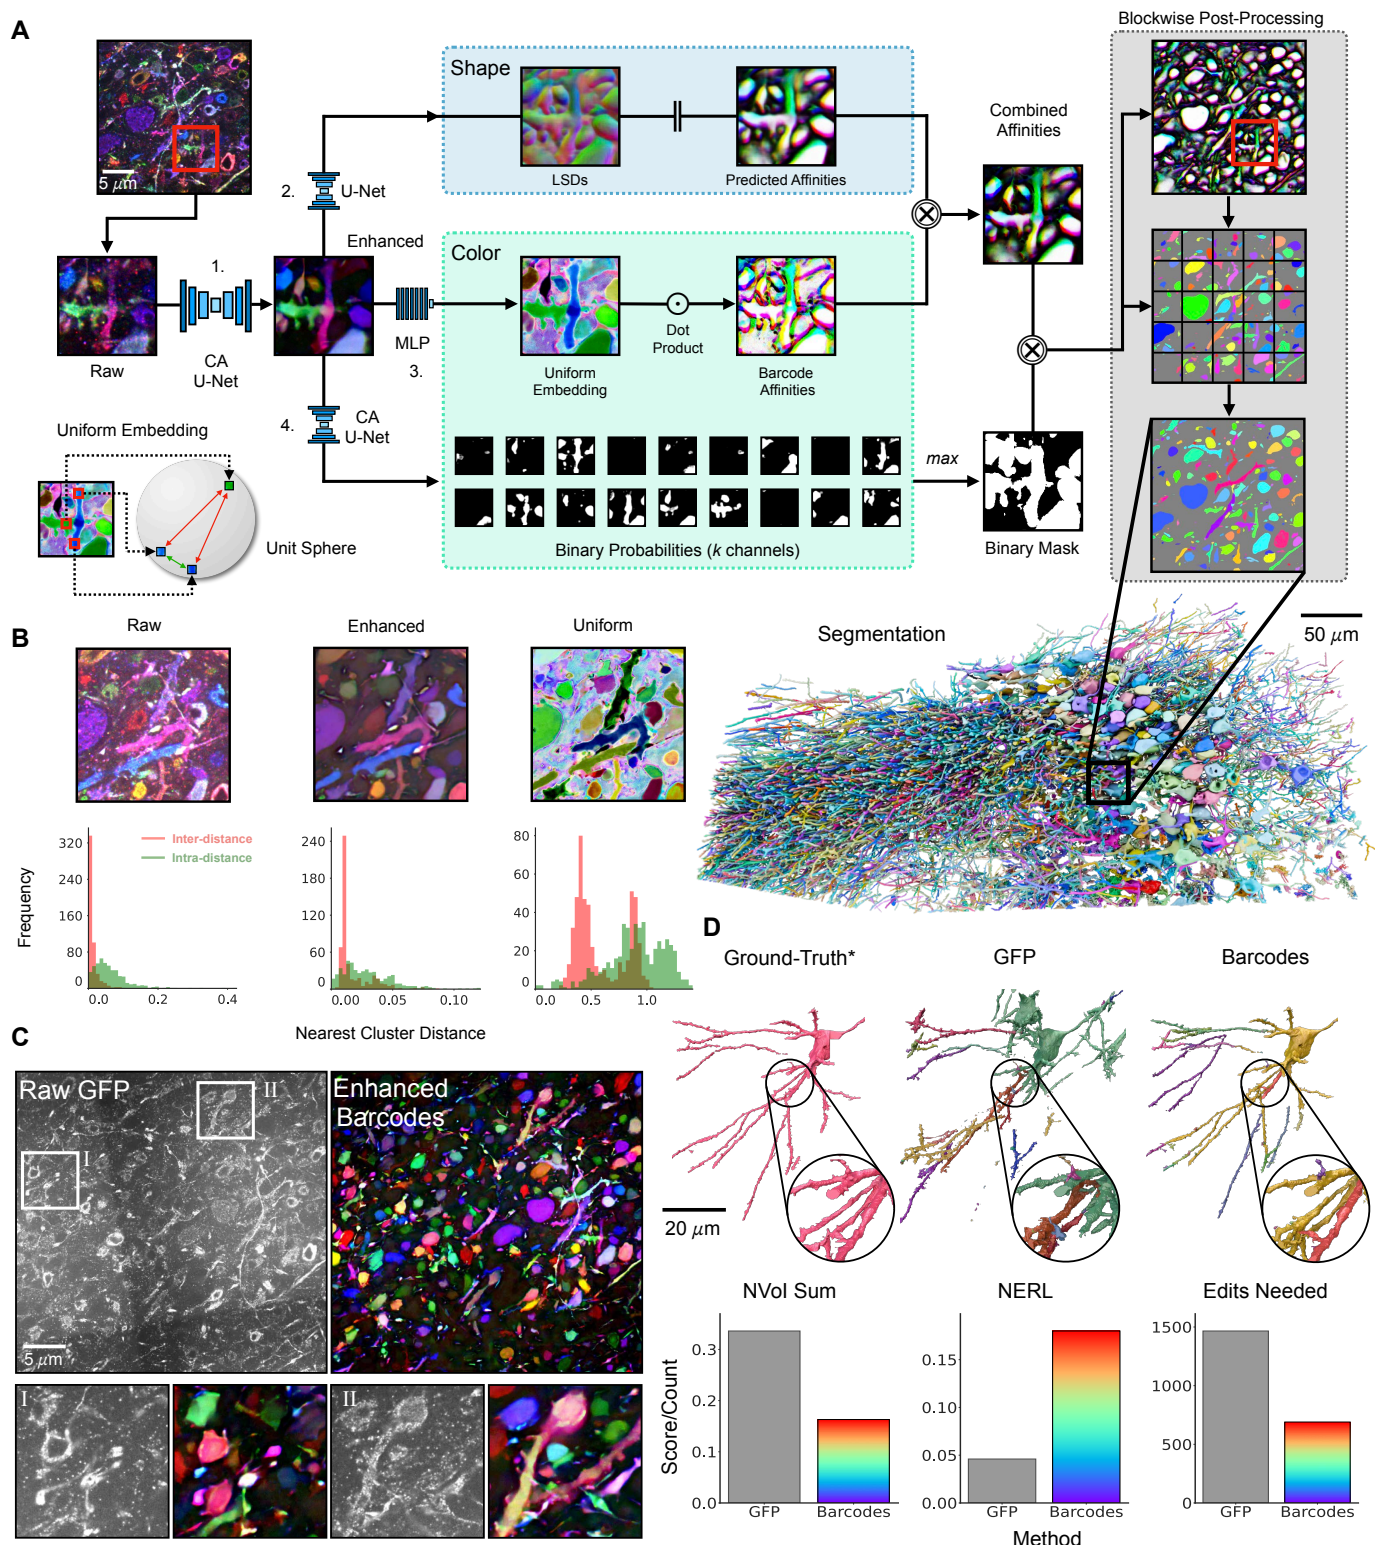 A
Blockwise Post-Processing
Shape
LSDs
Predicted Affinities
Combined
Affinities
5 μm
2.
U-Net
Enhanced
1.
Raw
CA
U-Net
MLP
3.
Color
Uniform
Embedding
Dot
Product
Barcode
Affinities
4.
CA
U-Net
max
Binary Probabilities (k channels)
Binary Mask
Uniform Embedding
Unit Sphere
B
Raw
Enhanced
Uniform
Segmentation
50 μm
Inter-distance
Intra-distance
Frequency
320
240
160
80
0
0.0
0.2
0.4
240
180
120
60
0
0.00
0.05
0.10
80
60
40
20
0
0.0
0.5
1.0
Nearest Cluster Distance
C
Raw GFP
II
I
5 μm
Enhanced
Barcodes
I
II
D
Ground-Truth*
GFP
Barcodes
20 μm
NVoI Sum
NERL
Edits Needed
Score/Count
0.3
0.2
0.1
0.0
GFP
Barcodes
0.15
0.10
0.05
0.00
GFP
Barcodes
1500
1000
500
0
GFP
Barcodes
Method